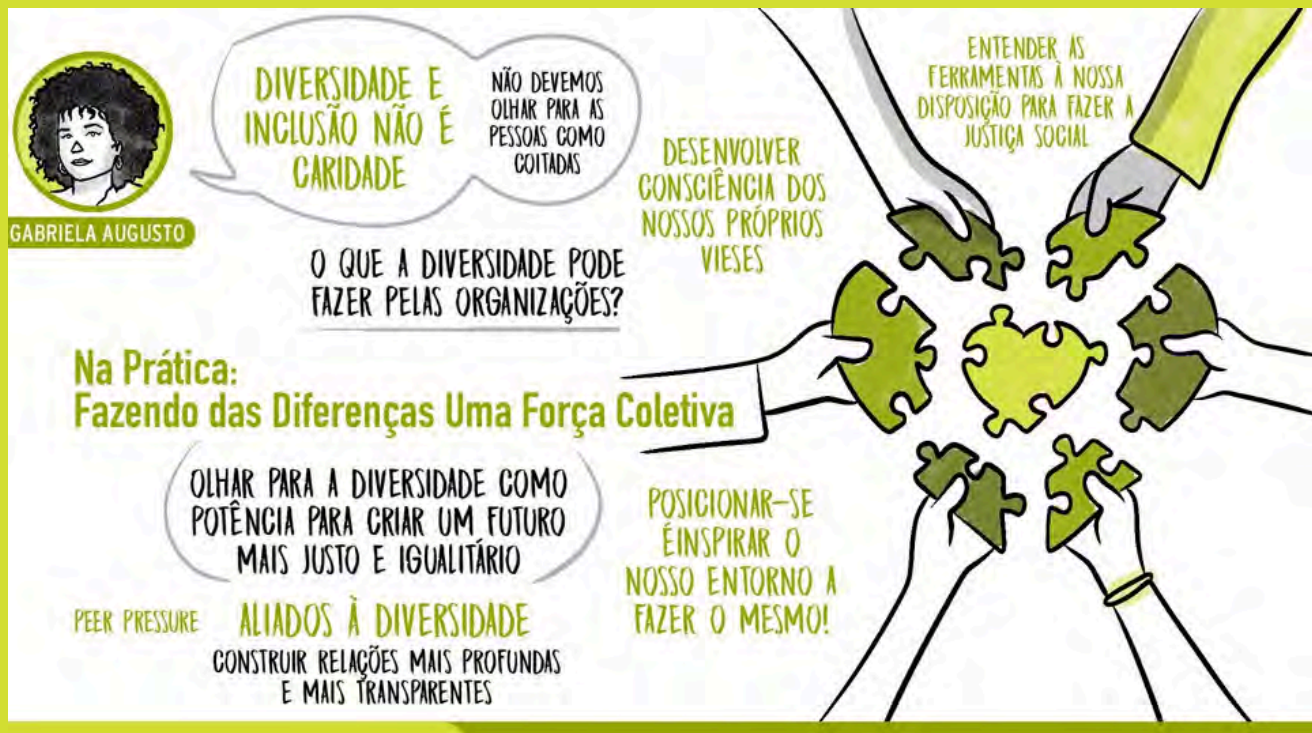 DIVERSIDADE E
INCLUSÃO NÃO É
CARIDADE
NÃO DEVEMOS
OLHAR PARA AS
PESSOAS COMO
COITADAS
GABRIELA AUGUSTO
O QUE A DIVERSIDADE PODE
FAZER PELAS ORGANIZAÇÕES?
Na Prática:
Fazendo das Diferenças Uma Força Coletiva
OLHAR PARA A DIVERSIDADE COMO
POTÊNCIA PARA CRIAR UM FUTURO
MAIS JUSTO E IGUALITÁRIO
PEER PRESSURE
ALIADOS À DIVERSIDADE
CONSTRUIR RELAÇÕES MAIS PROFUNDAS
E MAIS TRANSPARENTES
DESENVOLVER
CONSCIÊNCIA DOS
NOSSOS PRÓPRIOS
VIESES
ENTENDER AS
FERRAMENTAS À NOSSA
DISPOSIÇÃO PARA FAZER A
JUSTIÇA SOCIAL
POSICIONAR-SE
ÉINSPIRAR O
NOSSO ENTORNO A
FAZER O MESMO!